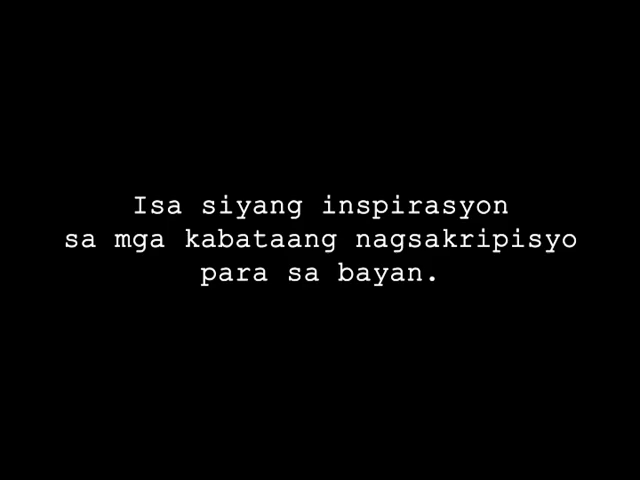 Isa siyang inspirasyon
sa mga kabataang nagsakripisyo
para sa bayan.